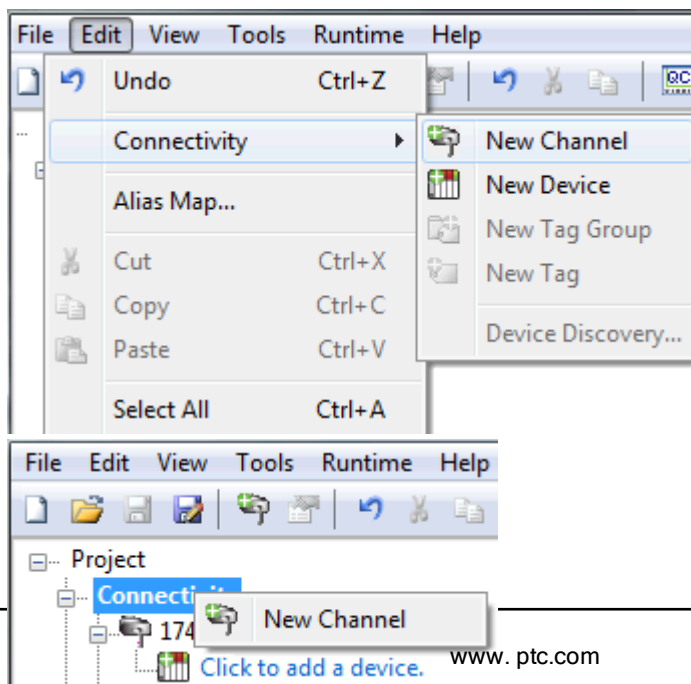 File Edit View Tools Runtime Help
QC
Undo Ctrl+Z
Connectivity New Channel
New Device
Alias Map...
New Tag Group
Cut Ctrl+X
New Tag
Copy Ctrl+C
Device Discovery...
Paste Ctrl+V
Select All Ctrl+A
File Edit View Tools Runtime Help
Project
New Channel
174
Click to add a device.
www. ptc.com